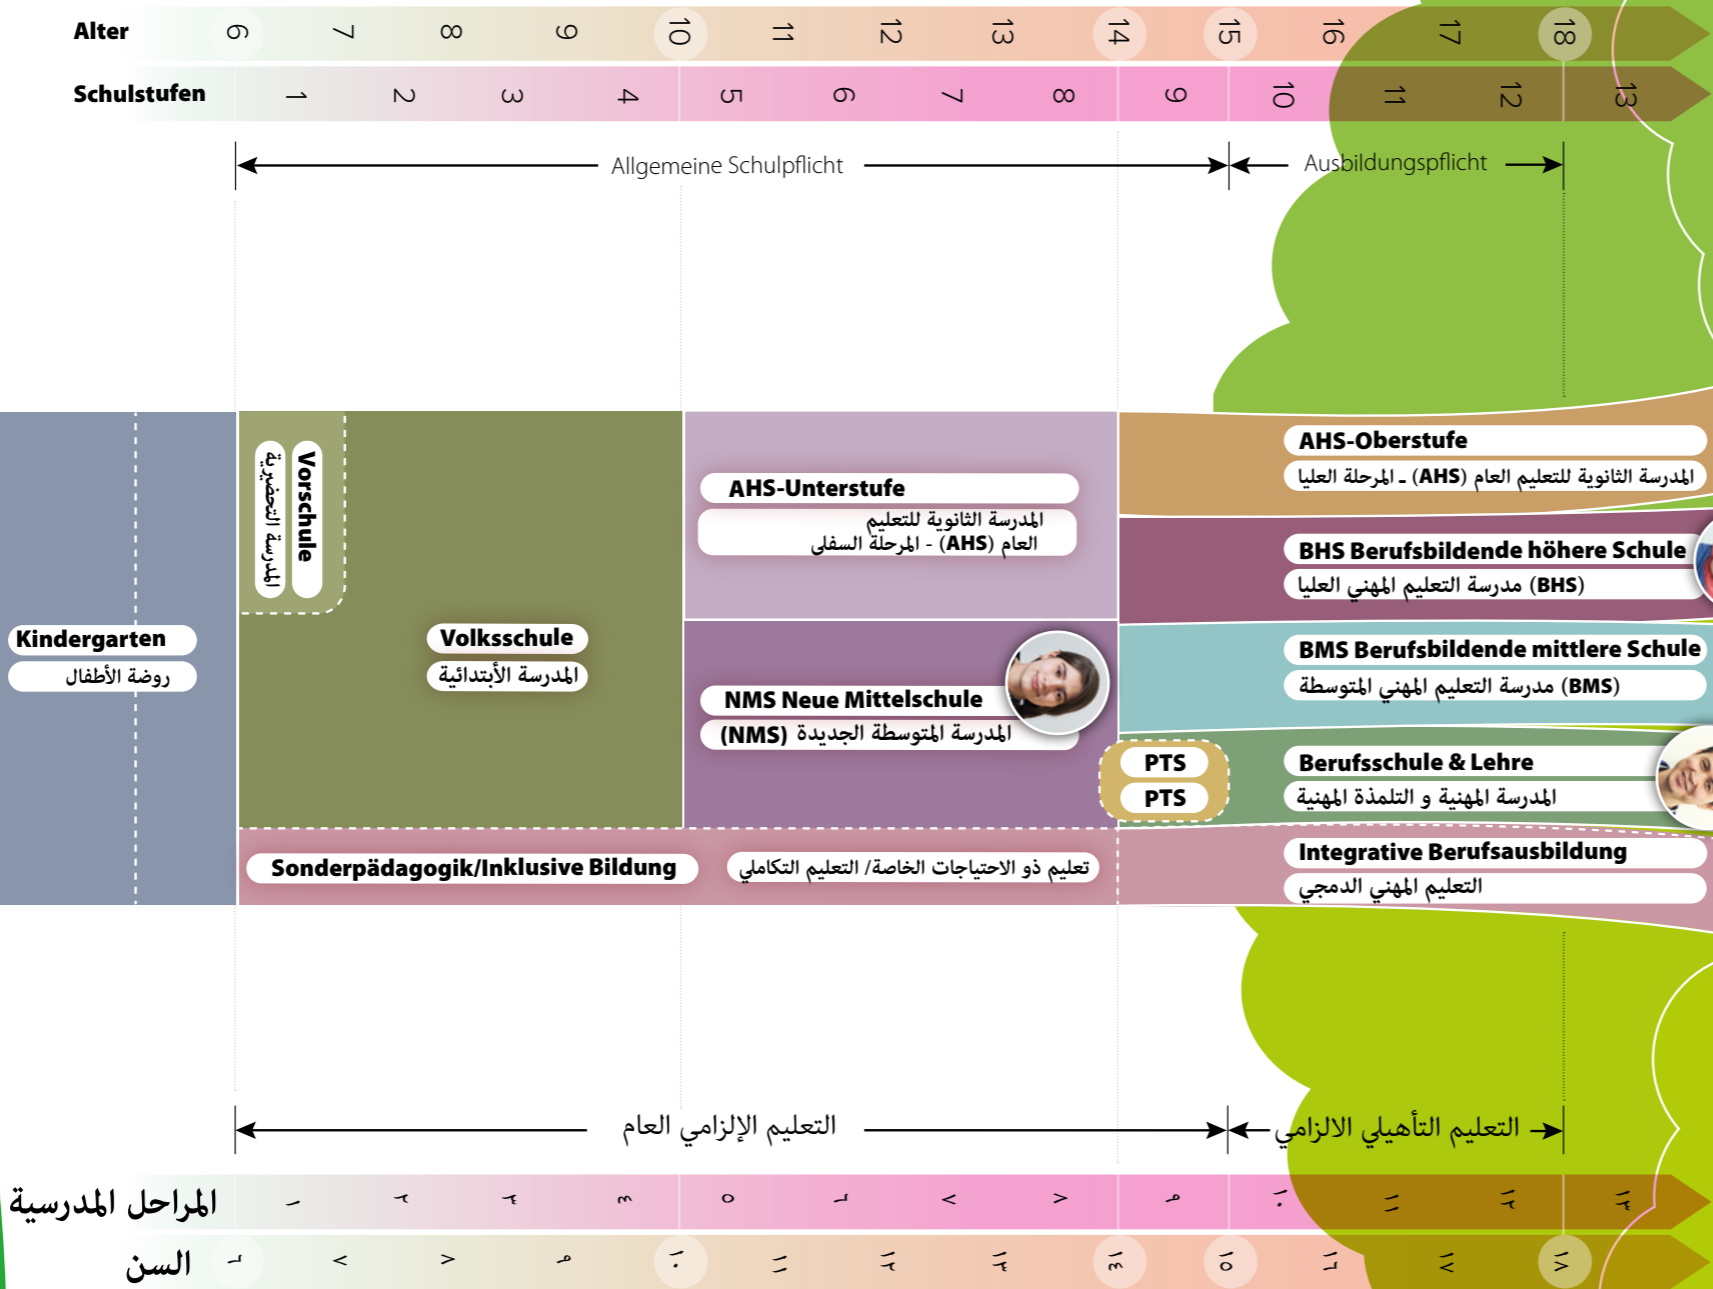 Alter 6 7 8 9 10 11 12 13 14 15 16 17 18
Schulstufen 1 2 3 4 5 6 7 8 9 10 11 12 13
Allgemeine Schulpflicht
Ausbildungspflicht
Kindergarten
روضة الأطفال
Vorschule
المدرسة التحضيرية
Volksschule
المدرسة الأبتدائية
AHS-Unterstufe
المدرسة الثانوية للتعليم
العام (AHS) - المرحلة السفلى
NMS Neue Mittelschule
المدرسة المتوسطة الجديدة (NMS)
PTS
PTS
AHS-Oberstufe
المدرسة الثانوية للتعليم العام (AHS) ـ المرحلة العليا
BHS Berufsbildende höhere Schule
(BHS) مدرسة التعليم المهني العليا
BMS Berufsbildende mittlere Schule
(BMS) مدرسة التعليم المهني المتوسطة
Berufsschule & Lehre
المدرسة المهنية و التلمذة المهنية
Sonderpädagogik/Inklusive Bildung
تعليم ذو الاحتياجات الخاصة/ التعليم التكاملي
Integrative Berufsausbildung
التعليم المهني الدمجي
التعليم الإلزامي العام
التعليم التأهيلي الالزامي
المراحل المدرسية ١ ٢ ٣ ٤ ٥ ٦ ٧ ٨ ٩ ١٠ ١١ ١٢ ١٣
السن ٦ ٧ ٨ ٩ ١٠ ١١ ١٢ ١٣ ١٤ ١٥ ١٦ ١٧ ١٨